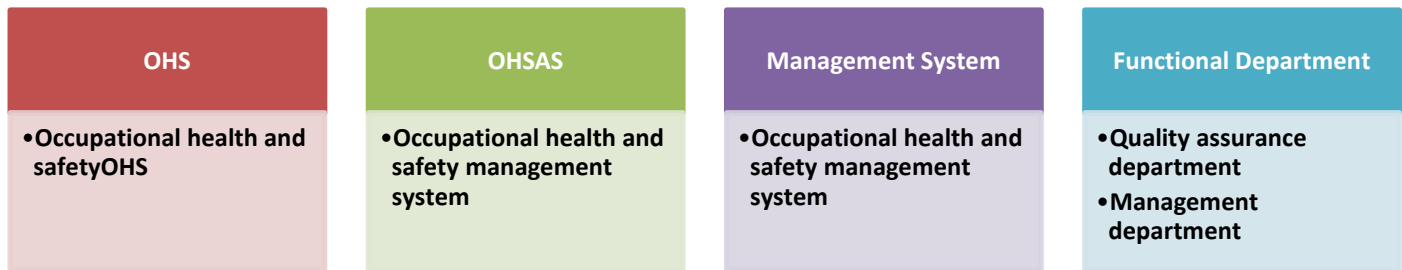 OHS
•Occupational health and
safetyOHS
OHSAS
•Occupational health and
safety management
system
Management System
•Occupational health and
safety management
system
Functional Department
•Quality assurance
department
•Management
department